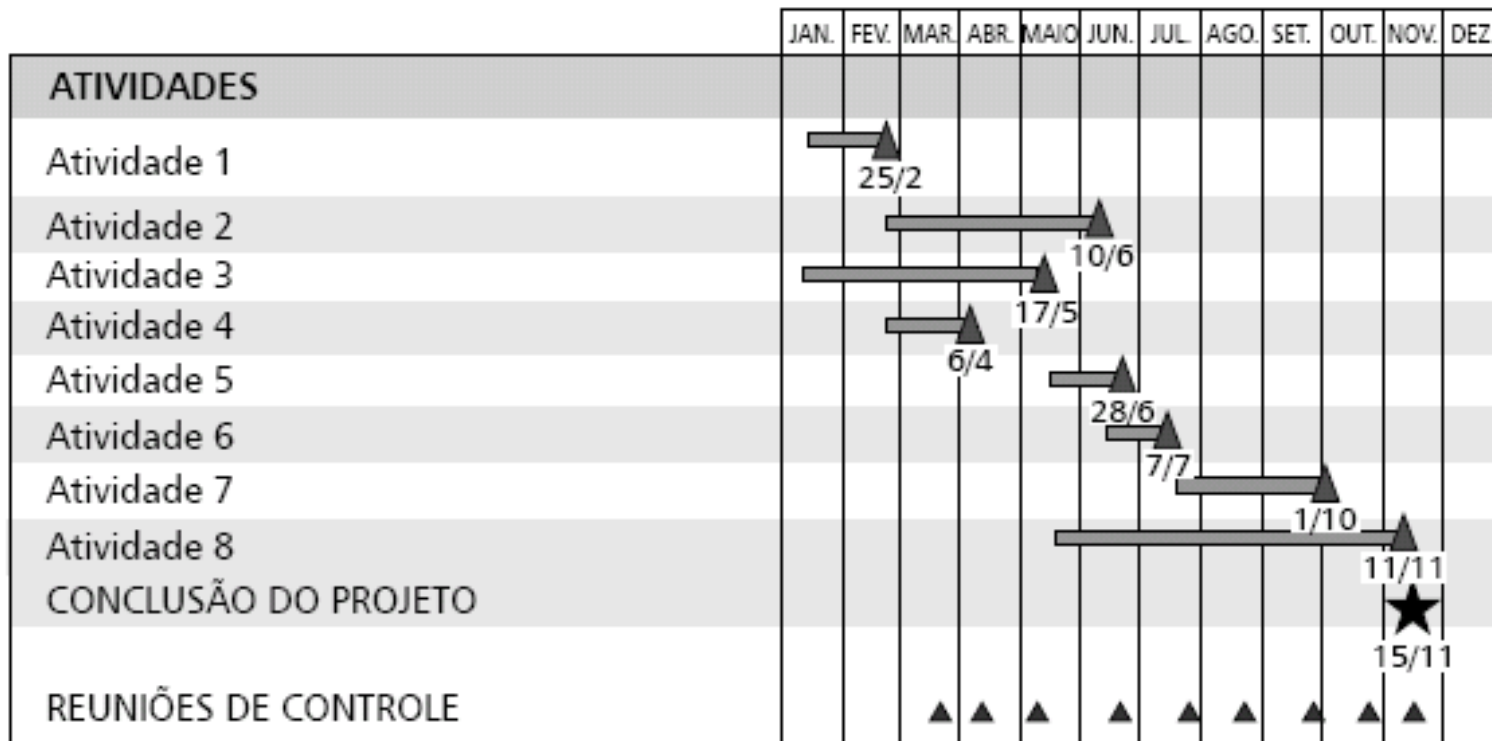 JAN. FEV. MAR. ABR. MAIO JUN. JUL. AGO. SET. OUT. NOV. DEZ
ATIVIDADES
Atividade 1
25/2
Atividade 2
10/6
Atividade 3
17/5
Atividade 4
6/4
Atividade 5
28/6
Atividade 6
7/7
Atividade 7
1/10
Atividade 8
11/11
CONCLUSÃO DO PROJETO
15/11
REUNIÕES DE CONTROLE